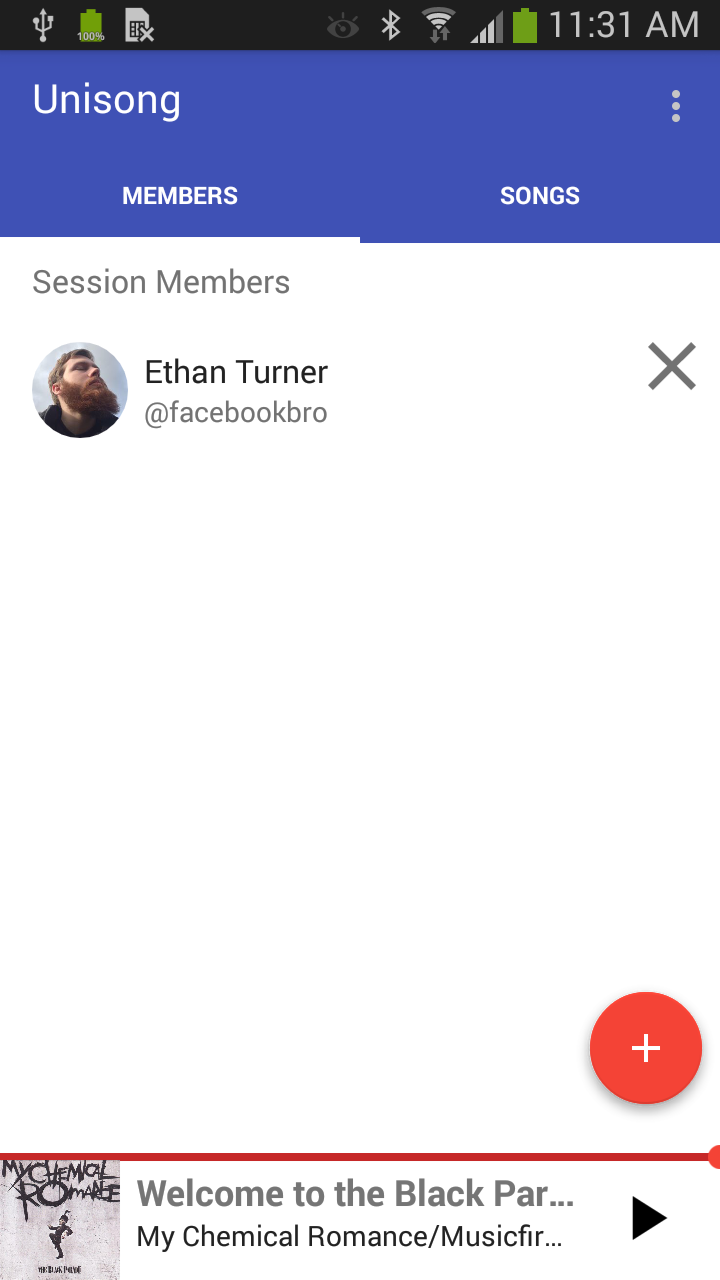 100%
11:31 AM
Unisong
MEMBERS
SONGS
Session Members
Ethan Turner
@facebookbro
MY CHEMICAL
ROMANCE
THE BLACK PARADE
Welcome to the Black Par...
My Chemical Romance/Musicfir...